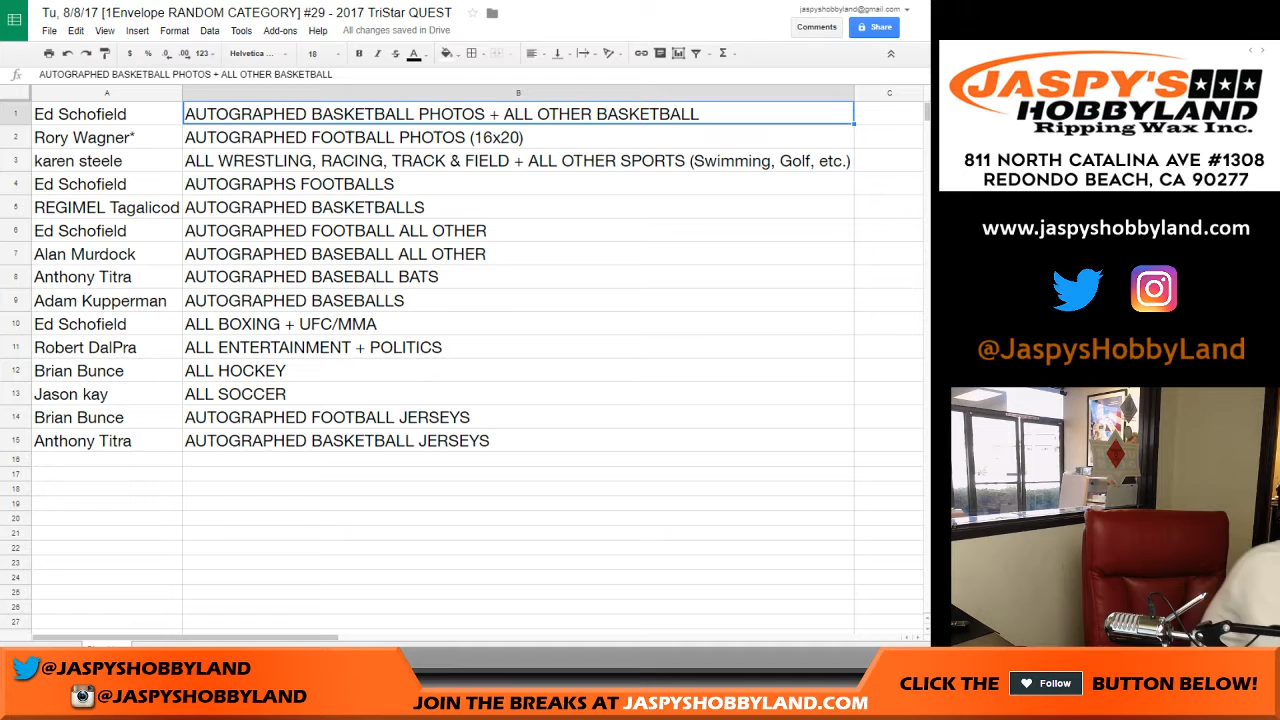 Tu, 8/8/17 [1Envelope RANDOM CATEGORY] #29 - 2017 TriStar QUEST
jaspyshobbyland@gmail.com
Comments
Share
File Edit View Insert Format Data Tools Add-ons Help All changes saved in Drive
$ % .0 .00 123 Helvetica ... 18 B I S A
fx AUTOGRAPHED BASKETBALL PHOTOS + ALL OTHER BASKETBALL
A B C
1 Ed Schofield AUTOGRAPHED BASKETBALL PHOTOS + ALL OTHER BASKETBALL
2 Rory Wagner* AUTOGRAPHED FOOTBALL PHOTOS (16x20)
3 karen steele ALL WRESTLING, RACING, TRACK & FIELD + ALL OTHER SPORTS (Swimming, Golf, etc.)
4 Ed Schofield AUTOGRAPHS FOOTBALLS
5 REGIMEL Tagalicod AUTOGRAPHED BASKETBALLS
6 Ed Schofield AUTOGRAPHED FOOTBALL ALL OTHER
7 Alan Murdock AUTOGRAPHED BASEBALL ALL OTHER
8 Anthony Titra AUTOGRAPHED BASEBALL BATS
9 Adam Kupperman AUTOGRAPHED BASEBALLS
10 Ed Schofield ALL BOXING + UFC/MMA
11 Robert DalPra ALL ENTERTAINMENT + POLITICS
12 Brian Bunce ALL HOCKEY
13 Jason kay ALL SOCCER
14 Brian Bunce AUTOGRAPHED FOOTBALL JERSEYS
15 Anthony Titra AUTOGRAPHED BASKETBALL JERSEYS
16
17
18
19
20
21
22
23
24
25
26
27
JASPY'S
HOBBYLAND
Ripping Wax Inc.
811 NORTH CATALINA AVE #1308
REDONDO BEACH, CA 90277
www.jaspyshobbyland.com
@JaspysHobbyLand
@JASPYSHOBBYLAND
@JASPYSHOBBYLAND
JOIN THE BREAKS AT JASPYSHOBBYLAND.COM
CLICK THE Follow BUTTON BELOW!